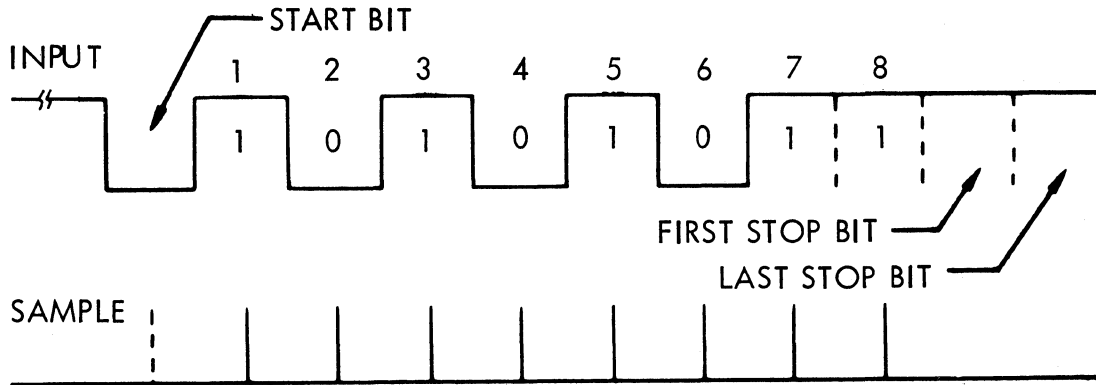 START BIT
INPUT
1 2 3 4 5 6 7 8
1 0 1 0 1 0 1 1
FIRST STOP BIT
LAST STOP BIT
SAMPLE